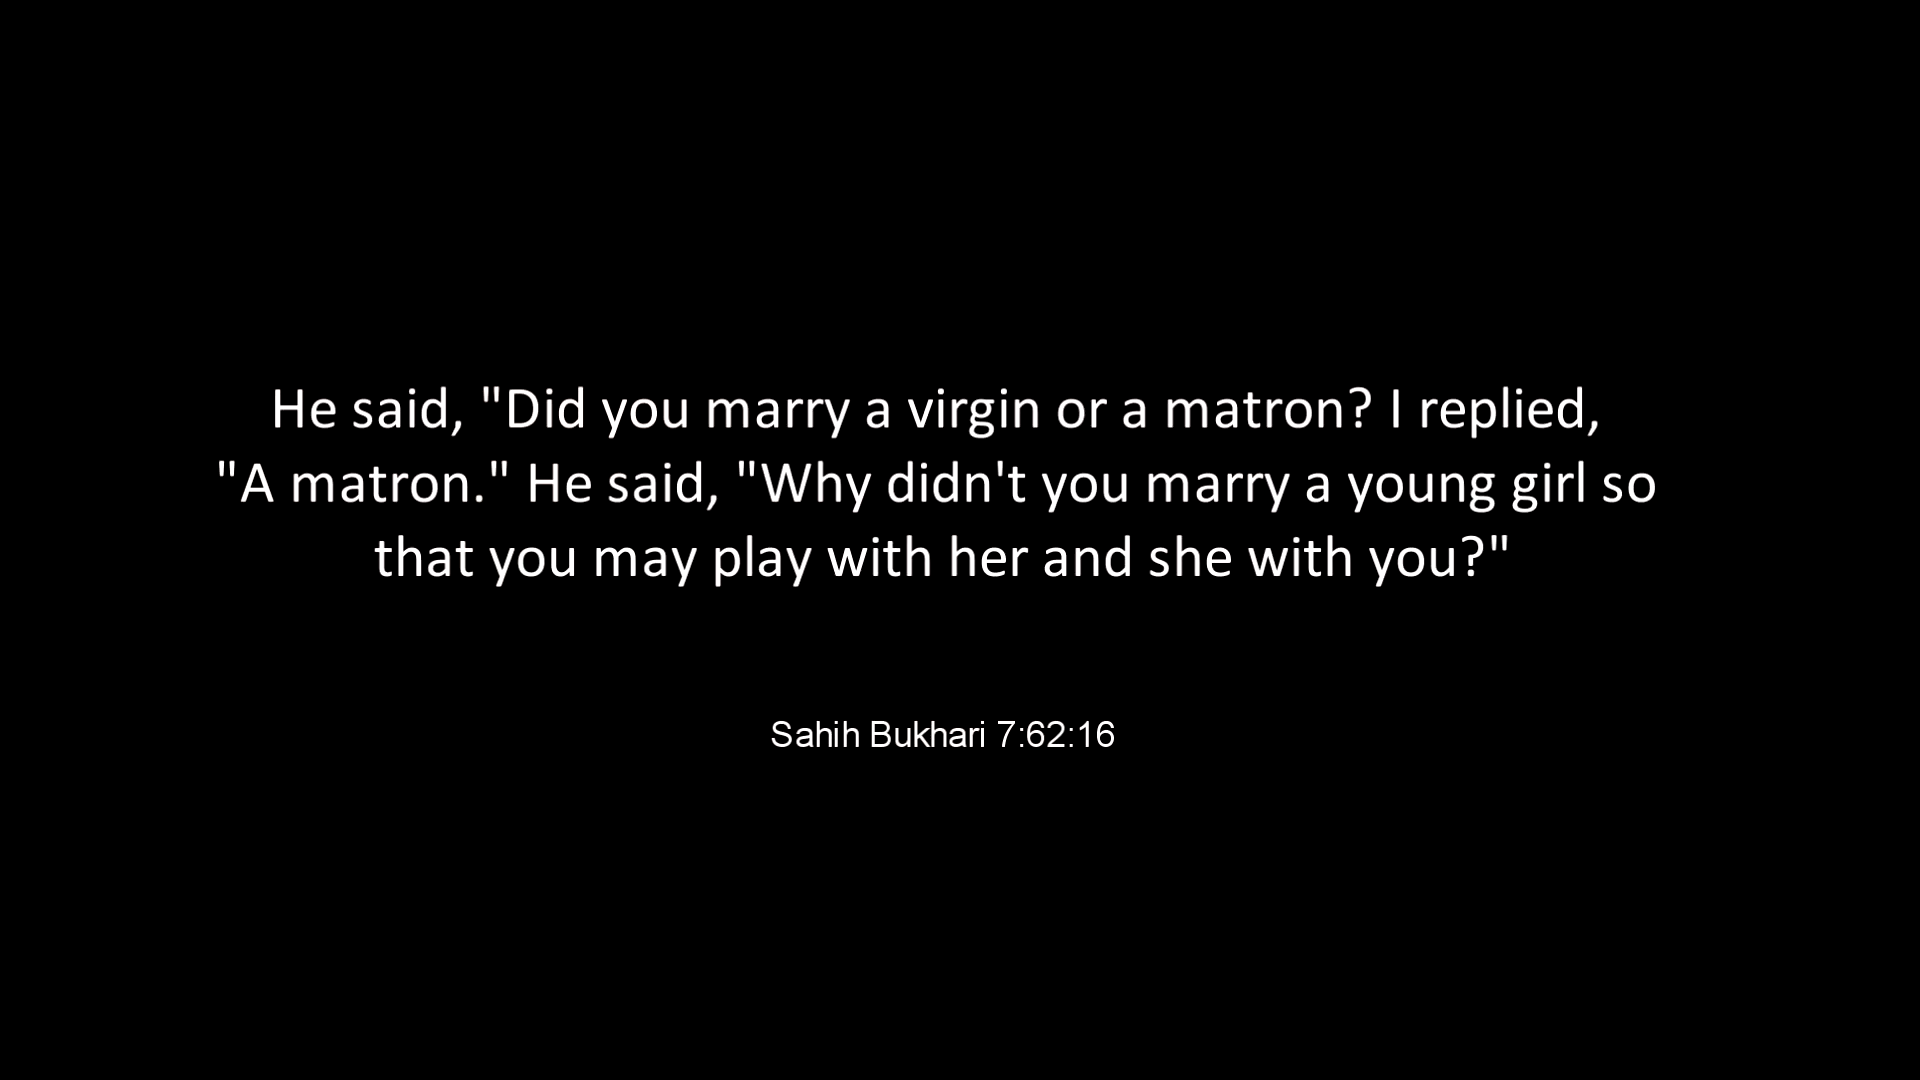 He said, "Did you marry a virgin or a matron? I replied,
"A matron." He said, "Why didn't you marry a young girl so
that you may play with her and she with you?"
Sahih Bukhari 7:62:16